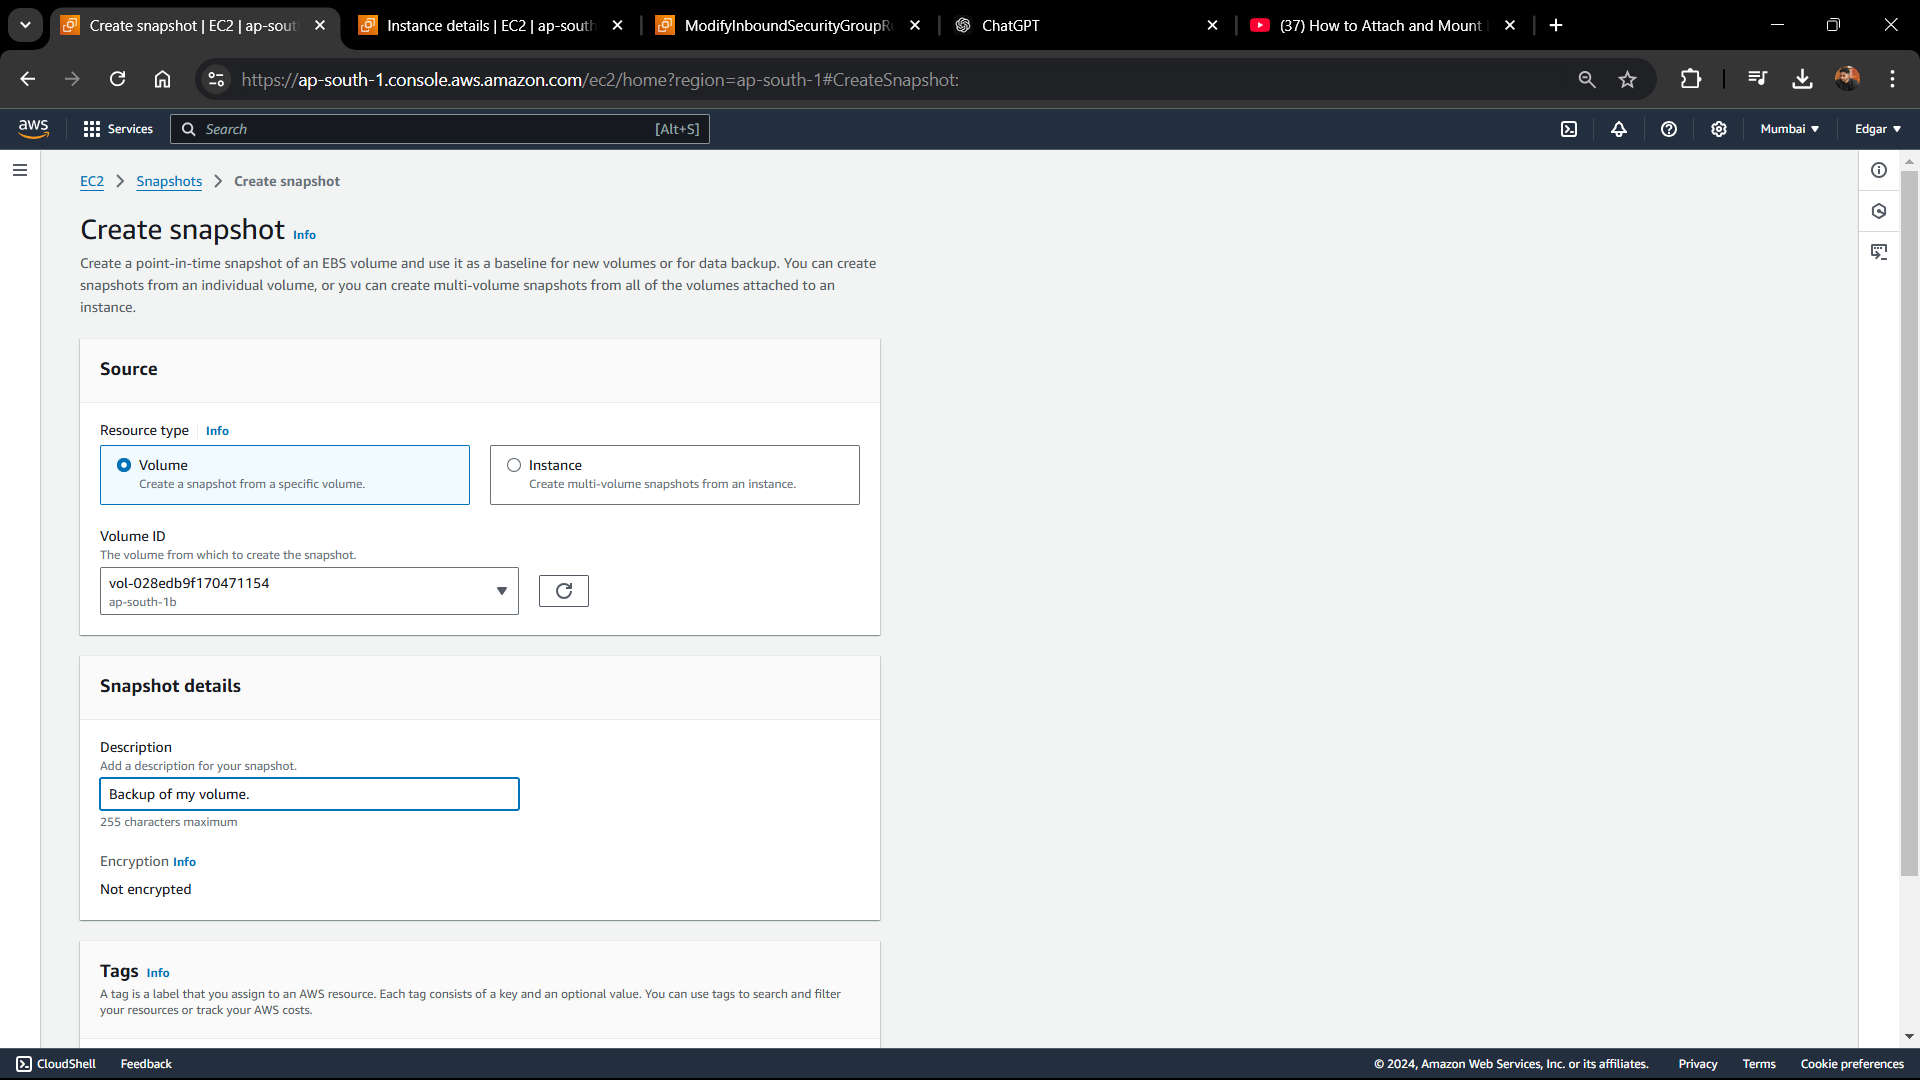 Create snapshot | EC2 | ap-sout
Instance details | EC2 | ap-south
ModifyInboundSecurityGroupRu
ChatGPT
(37) How to Attach and Mount
https://ap-south-1.console.aws.amazon.com/ec2/home?region=ap-south-1#CreateSnapshot:
aws
Services
Search
[Alt+S]
Mumbai
Edgar
EC2
Snapshots
Create snapshot
Create snapshot Info
Create a point-in-time snapshot of an EBS volume and use it as a baseline for new volumes or for data backup. You can create
snapshots from an individual volume, or you can create multi-volume snapshots from all of the volumes attached to an
instance.
Source
Resource type Info
Volume
Create a snapshot from a specific volume.
Instance
Create multi-volume snapshots from an instance.
Volume ID
The volume from which to create the snapshot.
vol-028edb9f170471154
ap-south-1b
Snapshot details
Description
Add a description for your snapshot.
Backup of my volume.
255 characters maximum
Encryption Info
Not encrypted
Tags Info
A tag is a label that you assign to an AWS resource. Each tag consists of a key and an optional value. You can use tags to search and filter
your resources or track your AWS costs.
CloudShell
Feedback
© 2024, Amazon Web Services, Inc. or its affiliates.
Privacy
Terms
Cookie preferences